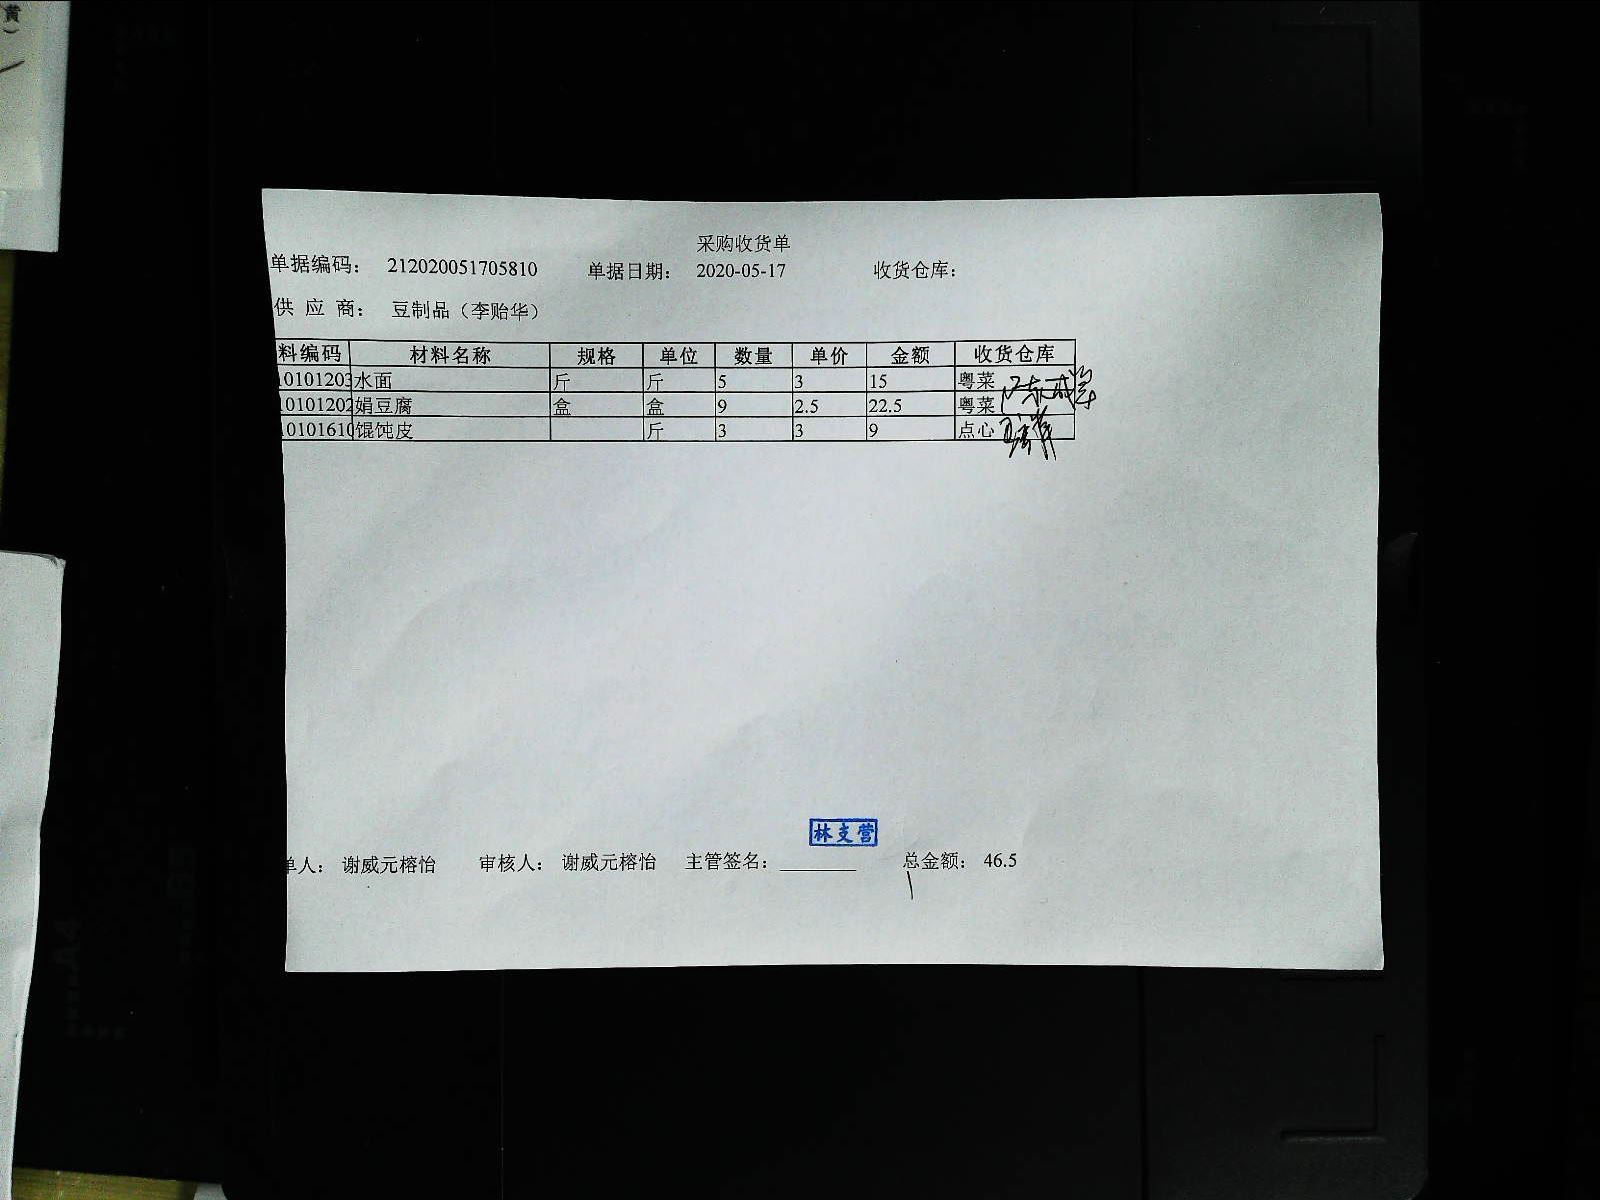 黄
采购收货单
单据编码： 212020051705810 单据日期： 2020-05-17 收货仓库：
供 应 商： 豆制品（李贻华）
料编码 材料名称 规格 单位 数量 单价 金额 收货仓库
10101203 水面 斤 斤 5 3 15 粤菜
10101202 娟豆腐 盒 盒 9 2.5 22.5 粤菜
10101610 馄饨皮 斤 3 3 9 点心
林支营
单人： 谢威元榕怡 审核人： 谢威元榕怡 主管签名：________ 总金额： 46.5
A4